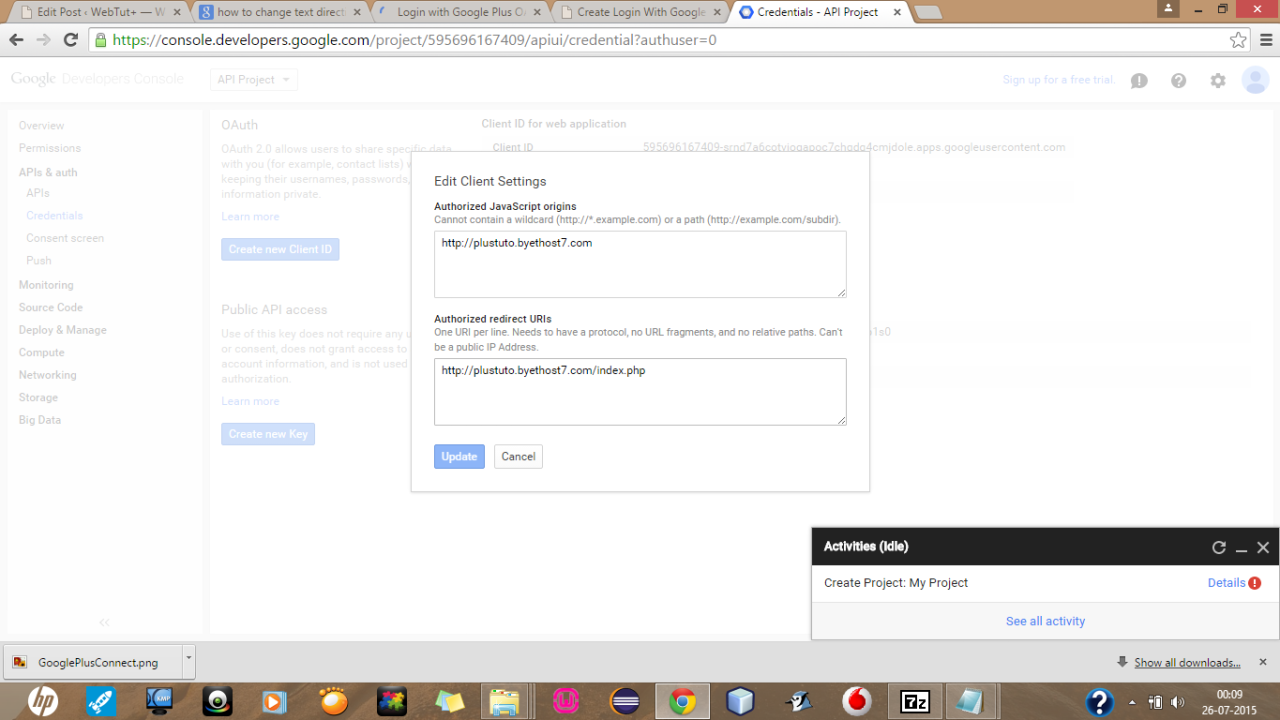 Edit Post ‹ WebTut+ — W
how to change text directi
Login with Google Plus O
Create Login With Google
Credentials - API Project
https://console.developers.google.com/project/595696167409/apiui/credential?authuser=0
Google Developers Console
API Project
Sign up for a free trial.
Overview
Permissions
APIs & auth
APIs
Credentials
Consent screen
Push
Monitoring
Source Code
Deploy & Manage
Compute
Networking
Storage
Big Data
OAuth
OAuth 2.0 allows users to share specific data
with you (for example, contact lists)
keeping their usernames, passwords,
information private.
Learn more
Create new Client ID
Public API access
Use of this key does not require any
or consent, does not grant access to
account information, and is not used
authorization.
Learn more
Create new Key
Client ID for web application
Client ID
Edit Client Settings
Authorized JavaScript origins
Cannot contain a wildcard (http://*.example.com) or a path (http://example.com/subdir).
http://plustuto.byethost7.com
Authorized redirect URIs
One URI per line. Needs to have a protocol, no URL fragments, and no relative paths. Can't
be a public IP Address.
http://plustuto.byethost7.com/index.php
Update
Cancel
Activities (Idle)
Create Project: My Project
Details
See all activity
GooglePlusConnect.png
Show all downloads...
00:09
26-07-2015